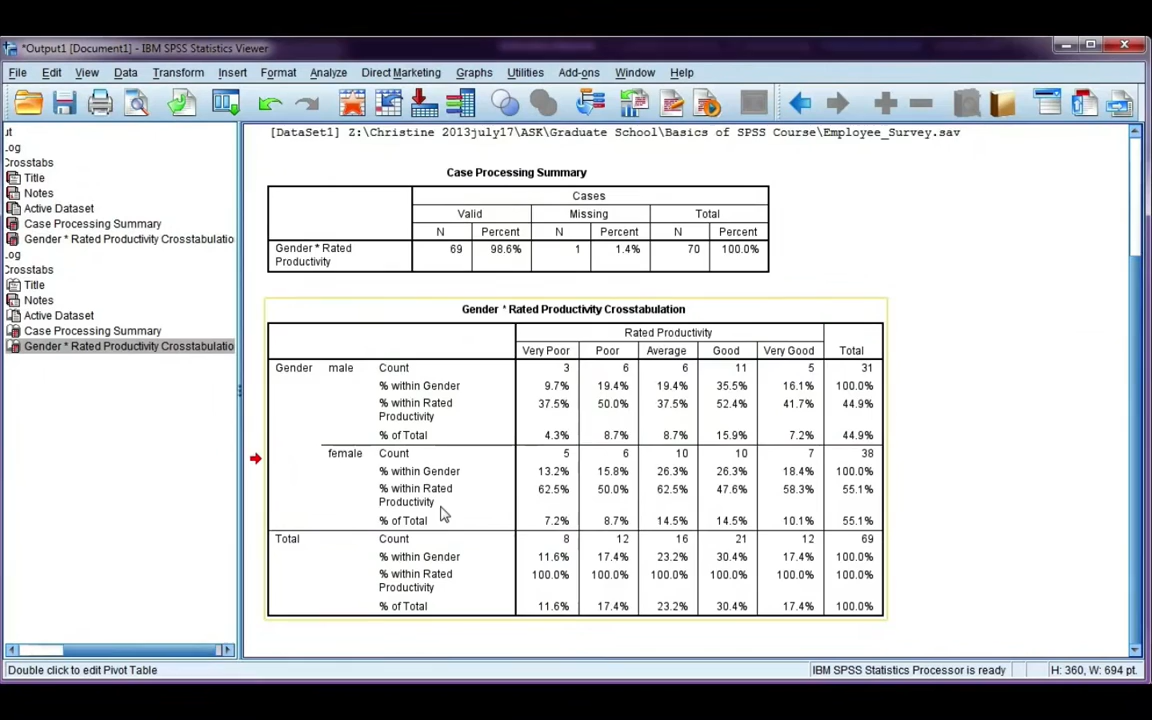 *Output1 [Document1] - IBM SPSS Statistics Viewer
File Edit View Data Transform Insert Format Analyze Direct Marketing Graphs Utilities Add-ons Window Help
ut
.og
Crosstabs
Title
Notes
Active Dataset
Case Processing Summary
Gender * Rated Productivity Crosstabulatio
.og
Crosstabs
Title
Notes
Active Dataset
Case Processing Summary
Gender * Rated Productivity Crosstabulatio
[DataSet1] Z:\Christine 2013july17\ASK\Graduate School\Basics of SPSS Course\Employee_Survey.sav
Case Processing Summary
Cases
Valid Missing Total
N Percent N Percent N Percent
Gender * Rated 69 98.6% 1 1.4% 70 100.0%
Productivity
Gender * Rated Productivity Crosstabulation
Rated Productivity
Very Poor Poor Average Good Very Good Total
Gender male Count 3 6 6 11 5 31
% within Gender 9.7% 19.4% 19.4% 35.5% 16.1% 100.0%
% within Rated 37.5% 50.0% 37.5% 52.4% 41.7% 44.9%
Productivity
% of Total 4.3% 8.7% 8.7% 15.9% 7.2% 44.9%
female Count 5 6 10 10 7 38
% within Gender 13.2% 15.8% 26.3% 26.3% 18.4% 100.0%
% within Rated 62.5% 50.0% 62.5% 47.6% 58.3% 55.1%
Productivity
% of Total 7.2% 8.7% 14.5% 14.5% 10.1% 55.1%
Total Count 8 12 16 21 12 69
% within Gender 11.6% 17.4% 23.2% 30.4% 17.4% 100.0%
% within Rated 100.0% 100.0% 100.0% 100.0% 100.0% 100.0%
Productivity
% of Total 11.6% 17.4% 23.2% 30.4% 17.4% 100.0%
Double click to edit Pivot Table
IBM SPSS Statistics Processor is ready
H: 360, W: 694 pt.